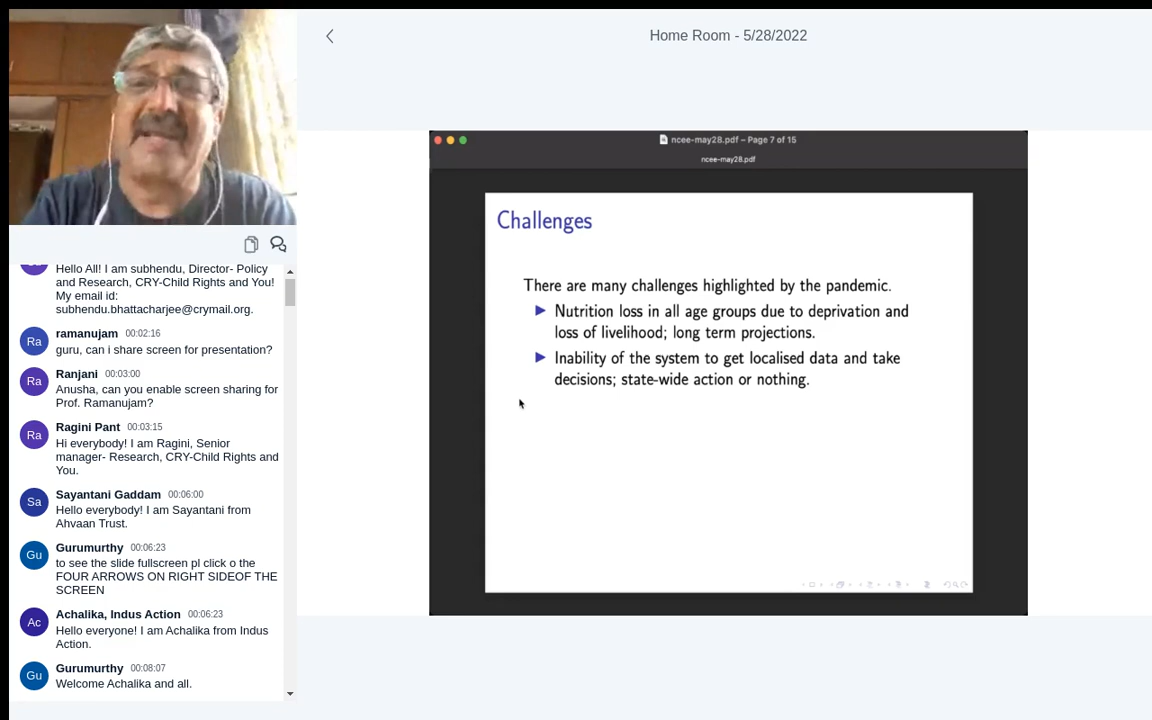 Home Room - 5/28/2022
Hello All! I am subhendu, Director- Policy
and Research, CRY-Child Rights and You!
My email id:
subhendu.bhattacharjee@crymail.org.
Ra
ramanujam 00:02:16
guru, can i share screen for presentation?
Ra
Ranjani 00:03:00
Anusha, can you enable screen sharing for
Prof. Ramanujam?
Ra
Ragini Pant 00:03:15
Hi everybody! I am Ragini, Senior
manager- Research, CRY-Child Rights and
You.
Sa
Sayantani Gaddam 00:06:00
Hello everybody! I am Sayantani from
Ahvaan Trust.
Gu
Gurumurthy 00:06:23
to see the slide fullscreen pl click o the
FOUR ARROWS ON RIGHT SIDEOF THE
SCREEN
Ac
Achalika, Indus Action 00:06:23
Hello everyone! I am Achalika from Indus
Action.
Gu
Gurumurthy 00:08:07
Welcome Achalika and all.
ncee-may28.pdf – Page 7 of 15
ncee-may28.pdf
Challenges
There are many challenges highlighted by the pandemic.
Nutrition loss in all age groups due to deprivation and
loss of livelihood; long term projections.
Inability of the system to get localised data and take
decisions; state-wide action or nothing.